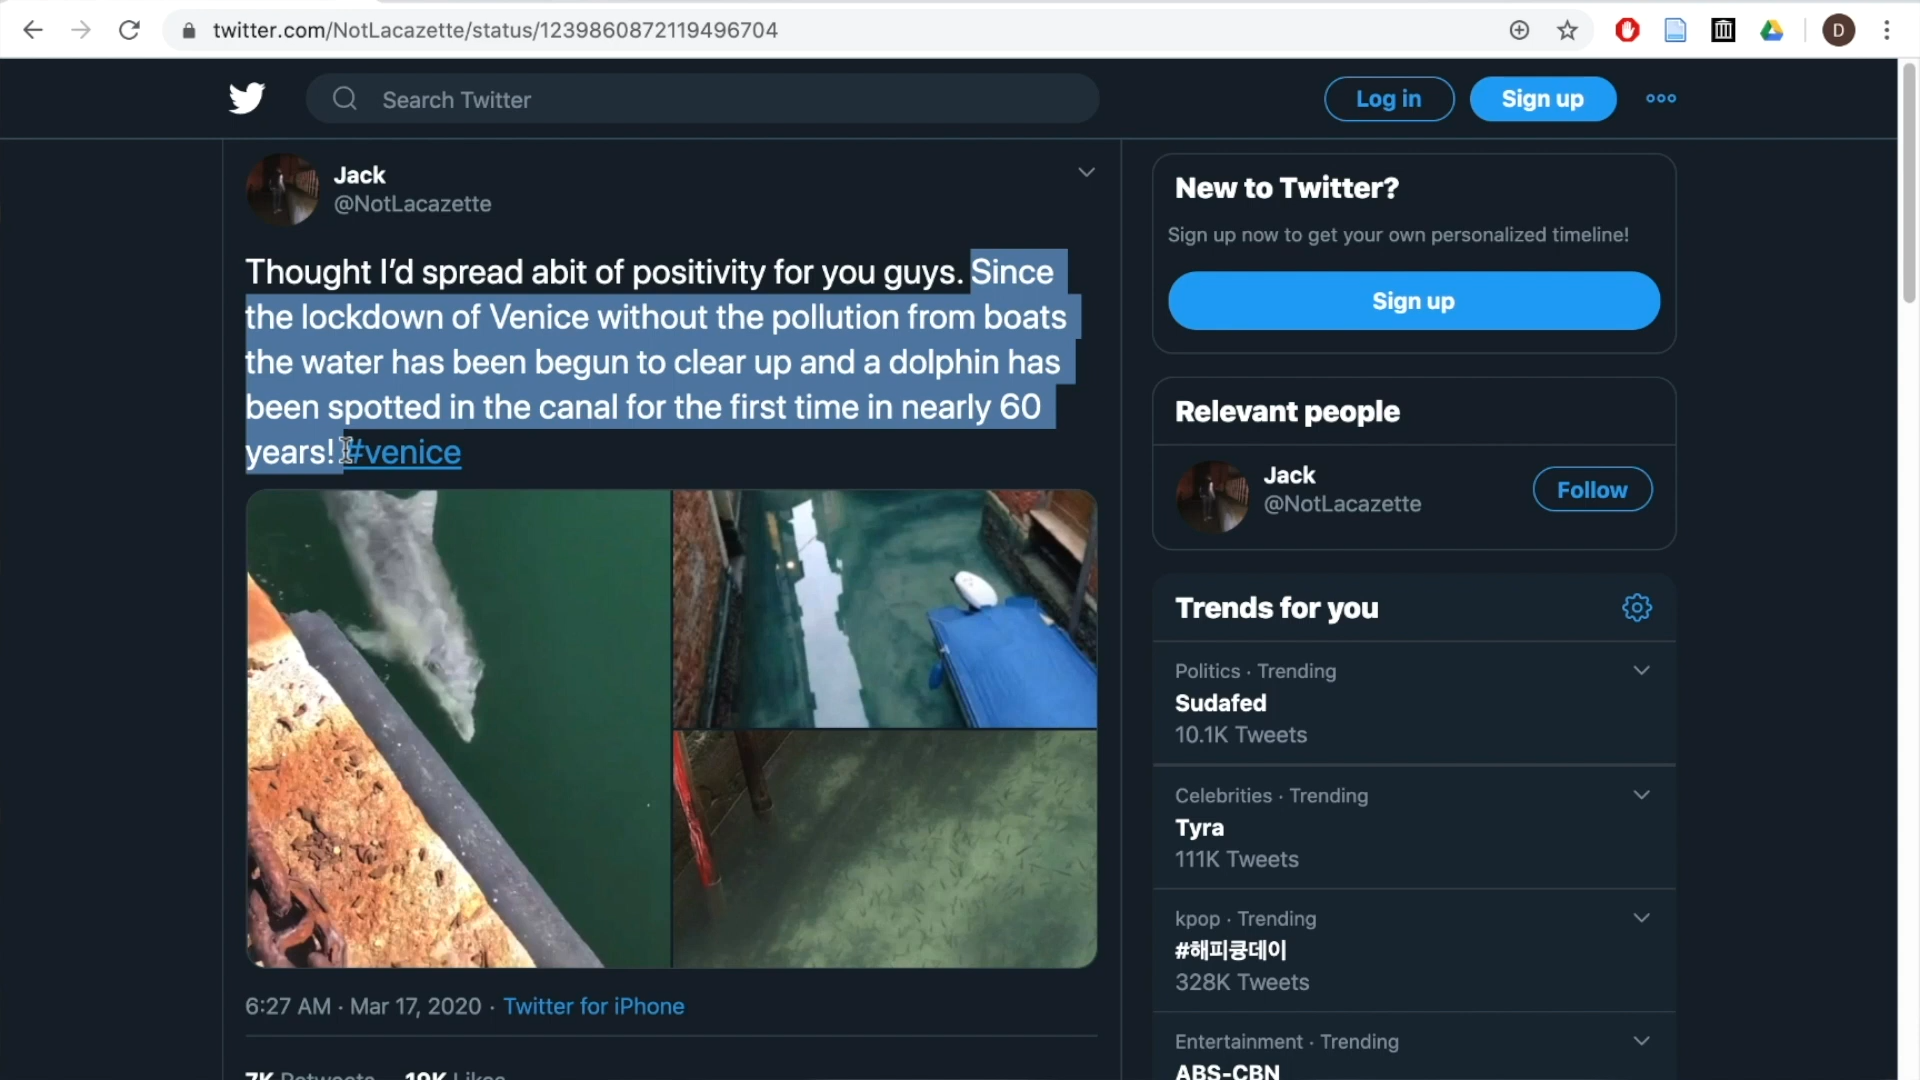 twitter.com/NotLacazette/status/1239860872119496704
D
Search Twitter
Log in
Sign up
Jack
@NotLacazette
Thought I’d spread abit of positivity for you guys. Since
the lockdown of Venice without the pollution from boats
the water has been begun to clear up and a dolphin has
been spotted in the canal for the first time in nearly 60
years! #venice
6:27 AM · Mar 17, 2020 · Twitter for iPhone
7K Retweets 19K Likes
New to Twitter?
Sign up now to get your own personalized timeline!
Sign up
Relevant people
Jack
@NotLacazette
Follow
Trends for you
Politics · Trending
Sudafed
10.1K Tweets
Celebrities · Trending
Tyra
111K Tweets
kpop · Trending
#해피큥데이
328K Tweets
Entertainment · Trending
ABS-CBN